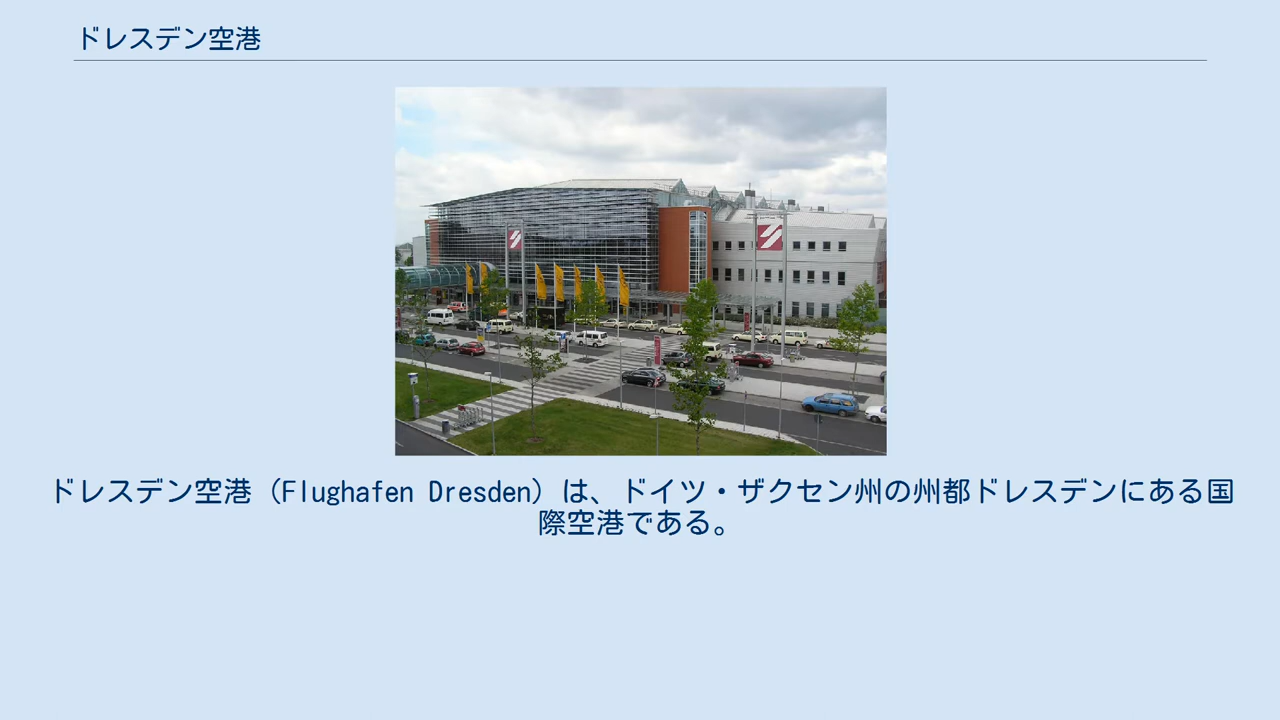 ドレスデン空港
ドレスデン空港（Flughafen Dresden）は、ドイツ・ザクセン州の州都ドレスデンにある国
際空港である。